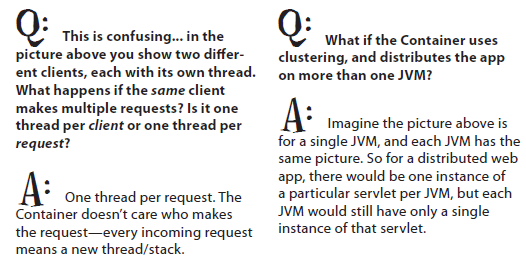 Q: This is confusing... in the
picture above you show two differ-
ent clients, each with its own thread.
What happens if the same client
makes multiple requests? Is it one
thread per client or one thread per
request?
A: One thread per request. The
Container doesn't care who makes
the request—every incoming request
means a new thread/stack.
Q: What if the Container uses
clustering, and distributes the app
on more than one JVM?
A: Imagine the picture above is
for a single JVM, and each JVM has the
same picture. So for a distributed web
app, there would be one instance of
a particular servlet per JVM, but each
JVM would still have only a single
instance of that servlet.